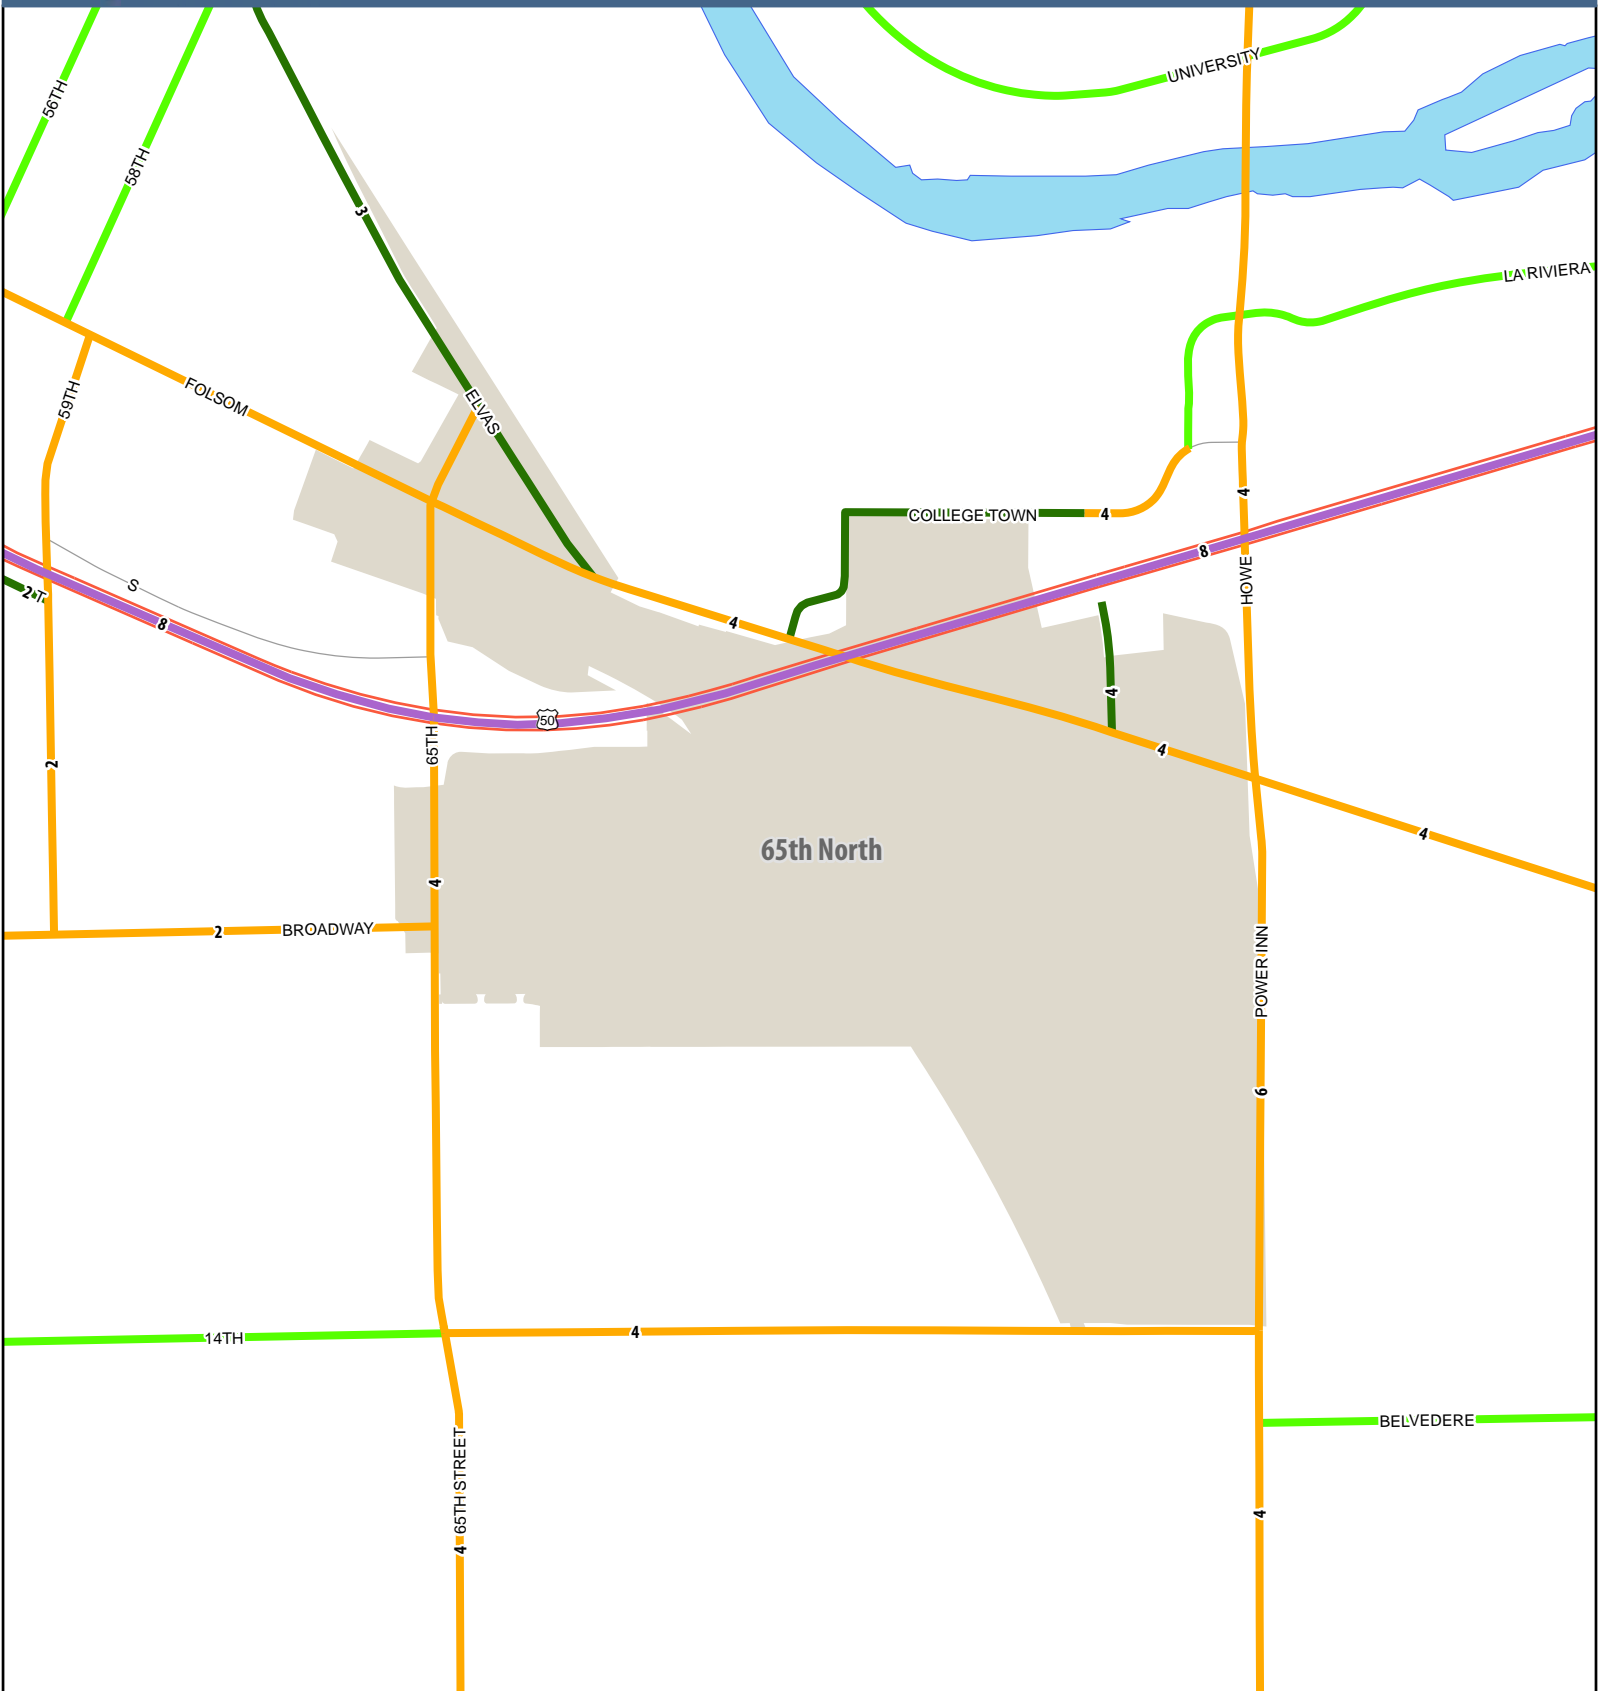 UNIVERSITY
56TH
58TH
3
LA RIVIERA
59TH
FOLSOM
ELVAS
4
COLLEGE TOWN
4
8
HOWE
S
2 T
8
4
4
50
65TH
4
2
4
65th North
4
2
BROADWAY
POWER INN
6
14TH
4
BELVEDERE
65TH STREET
4
4